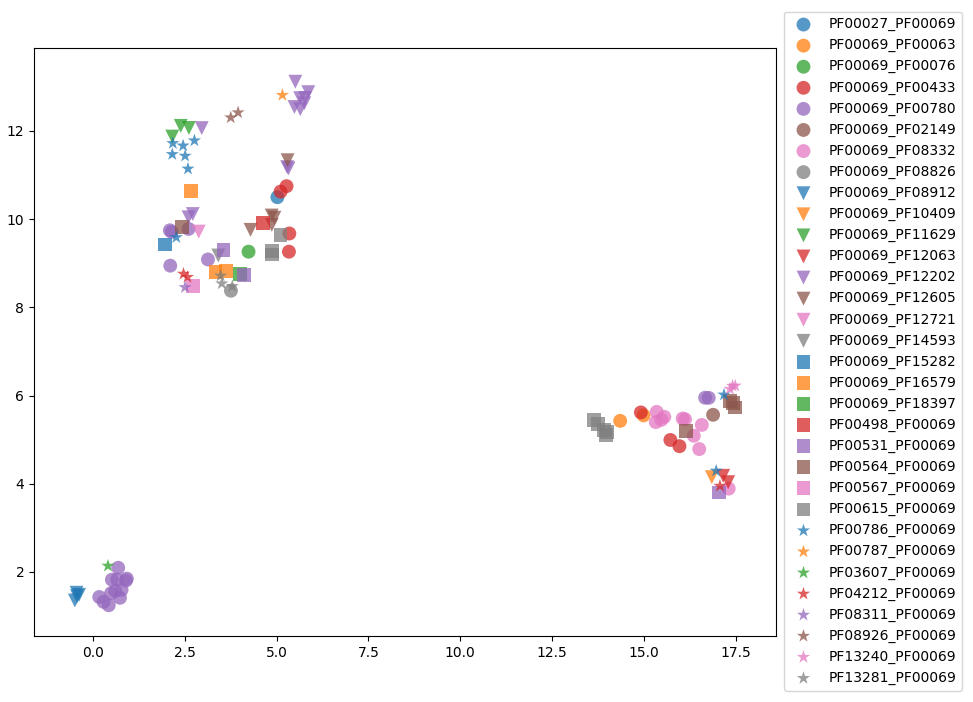 12
10
8
6
4
2
0.0
2.5
5.0
7.5
10.0
12.5
15.0
17.5
PF00027_PF00069
PF00069_PF00063
PF00069_PF00076
PF00069_PF00433
PF00069_PF00780
PF00069_PF02149
PF00069_PF08332
PF00069_PF08826
PF00069_PF08912
PF00069_PF10409
PF00069_PF11629
PF00069_PF12063
PF00069_PF12202
PF00069_PF12605
PF00069_PF12721
PF00069_PF14593
PF00069_PF15282
PF00069_PF16579
PF00069_PF18397
PF00498_PF00069
PF00531_PF00069
PF00564_PF00069
PF00567_PF00069
PF00615_PF00069
PF00786_PF00069
PF00787_PF00069
PF03607_PF00069
PF04212_PF00069
PF08311_PF00069
PF08926_PF00069
PF13240_PF00069
PF13281_PF00069